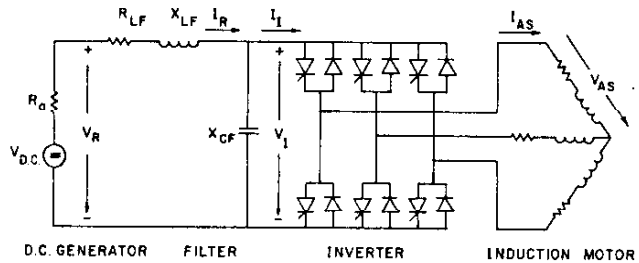 R_LF X_LF I_R I_I I_AS
+ +
V_AS
R_a V_R X_CF V_I
V_D.C.
- -
D.C. GENERATOR FILTER INVERTER INDUCTION MOTOR